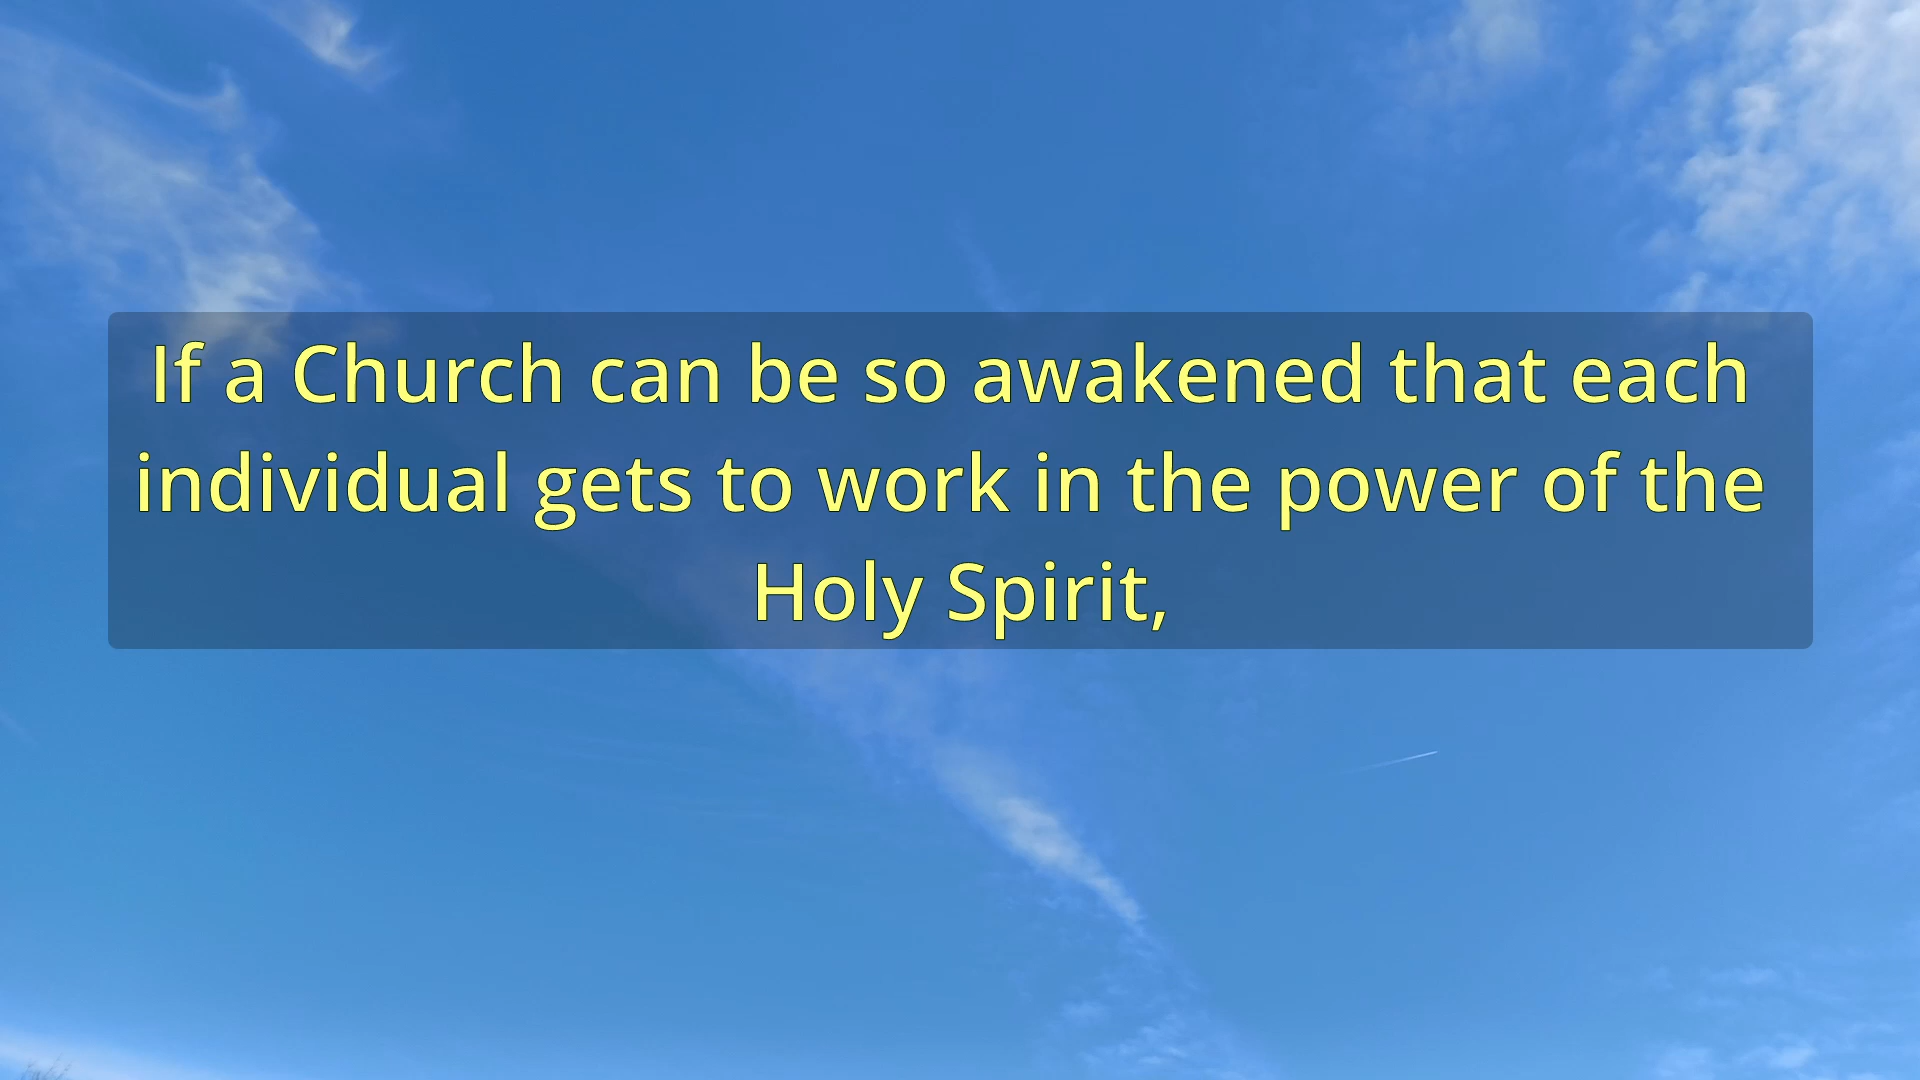 If a Church can be so awakened that each
individual gets to work in the power of the
Holy Spirit,